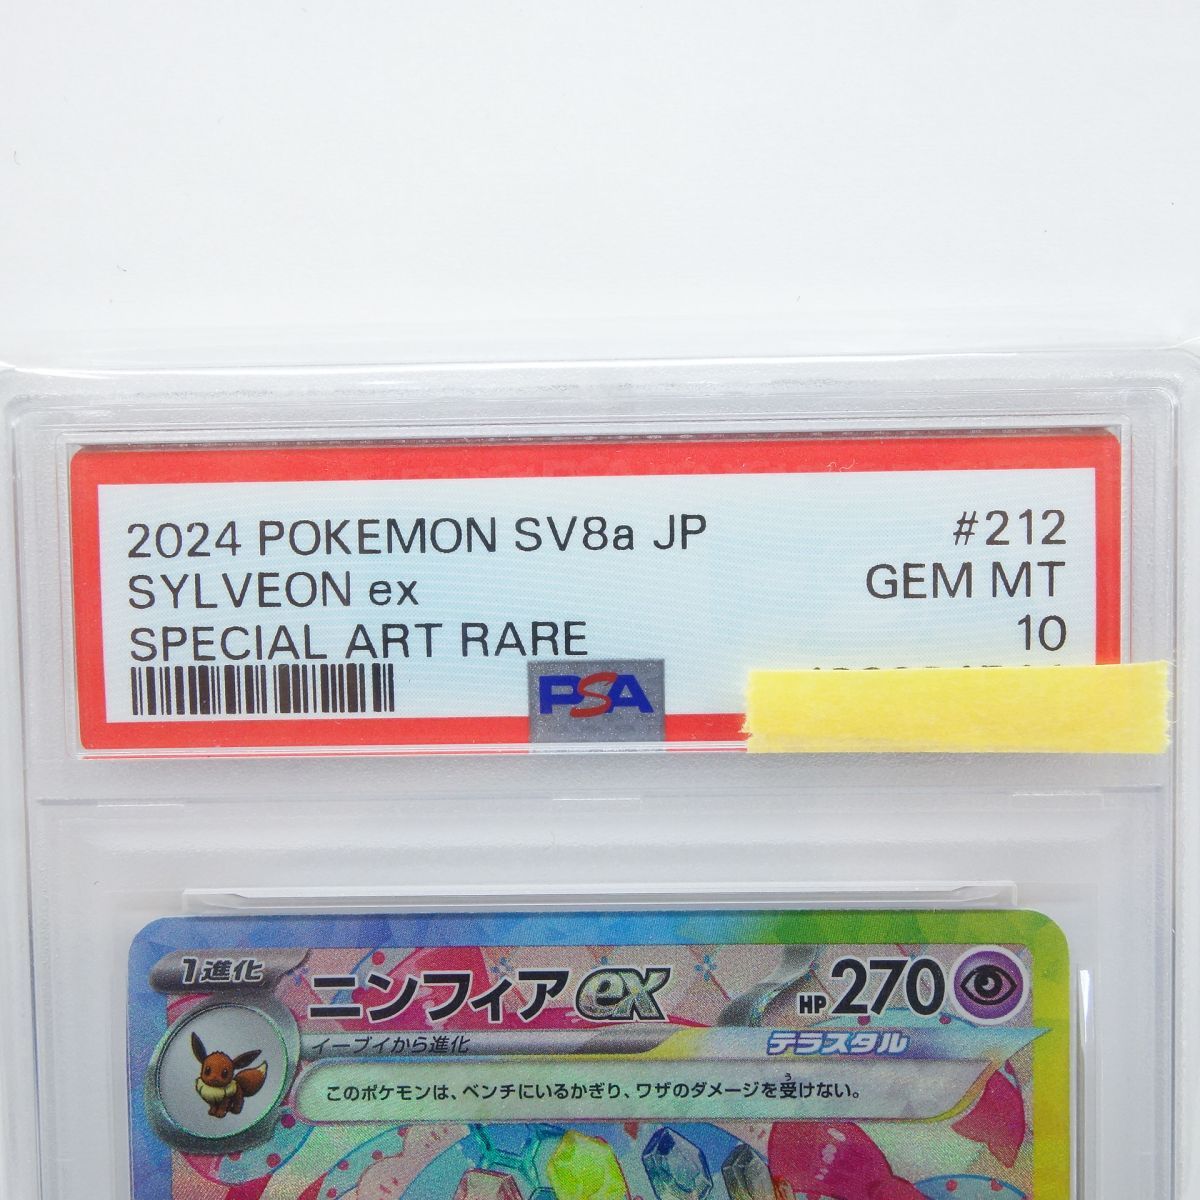 2024 POKEMON SV8a JP #212
SYLVEON ex GEM MT
SPECIAL ART RARE 10
PSA
1進化 ニンフィアex HP270
イーブイから進化 テラスタル
このポケモンは、ベンチにいるかぎり、ワザのダメージを受けない。